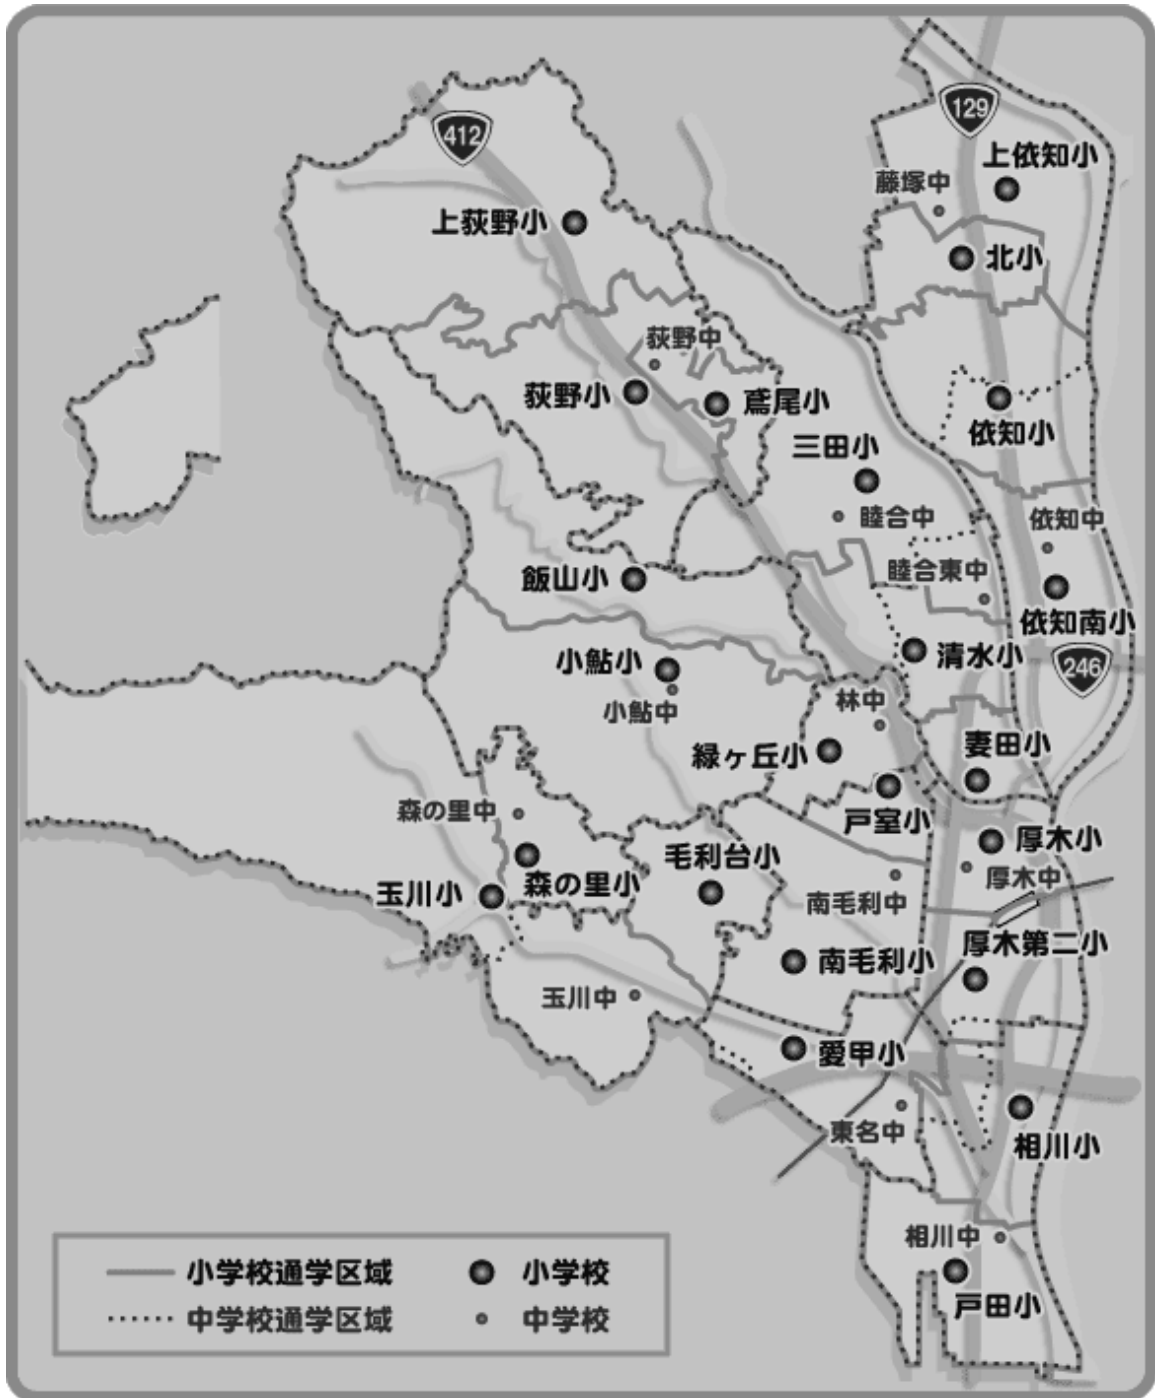 129
412
上依知小
藤塚中
上荻野小
北小
荻野中
荻野小
鳶尾小
依知小
三田小
睦合中
依知中
睦合東中
飯山小
依知南小
清水小
小鮎小
246
小鮎中
林中
妻田小
緑ヶ丘小
森の里中
戸室小
厚木小
毛利台小
厚木中
森の里小
玉川小
南毛利中
厚木第二小
南毛利小
玉川中
愛甲小
東名中
相川小
相川中
戸田小
小学校通学区域
小学校
中学校通学区域
中学校